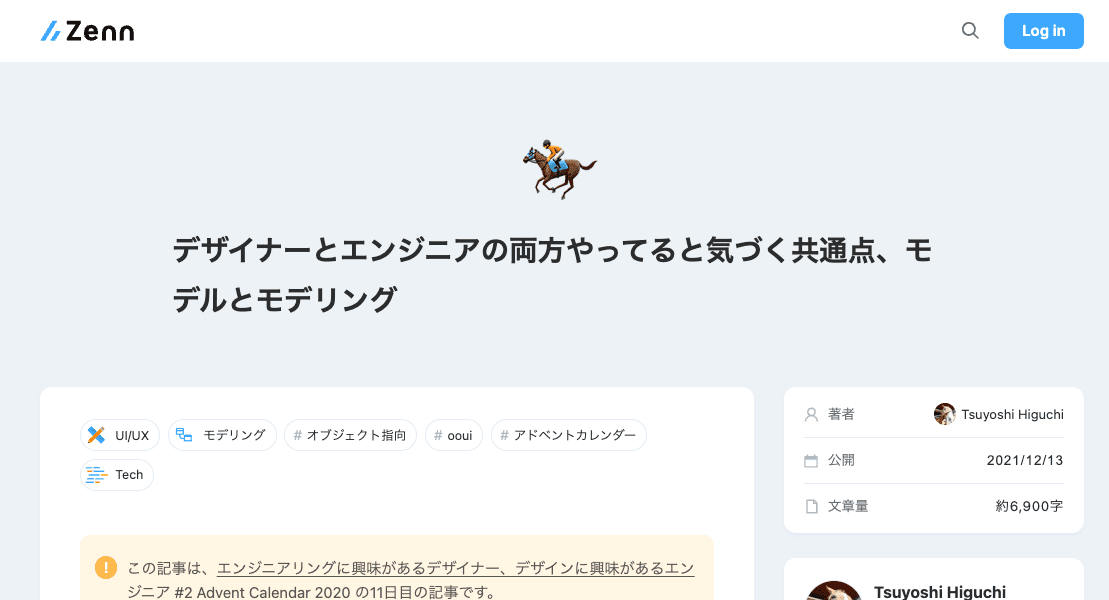 Zenn
Log in
デザイナーとエンジニアの両方やってると気づく共通点、モ
デルとモデリング
UI/UX
モデリング
# オブジェクト指向
# ooui
# アドベントカレンダー
Tech
この記事は、エンジニアリングに興味があるデザイナー、デザインに興味があるエン
ジニア #2 Advent Calendar 2020 の11日目の記事です。
著者
Tsuyoshi Higuchi
公開
2021/12/13
文章量
約6,900字
Tsuyoshi Higuchi